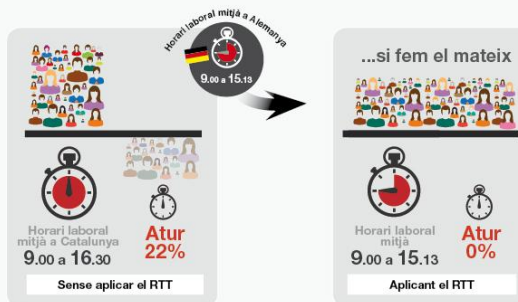 Horari laboral mitjà a Alemanya
9.00 a 15.13
Horari laboral
mitjà a Catalunya
9.00 a 16.30
Atur
22%
Sense aplicar el RTT
...si fem el mateix
Horari laboral
mitjà
9.00 a 15.13
Atur
0%
Aplicant el RTT